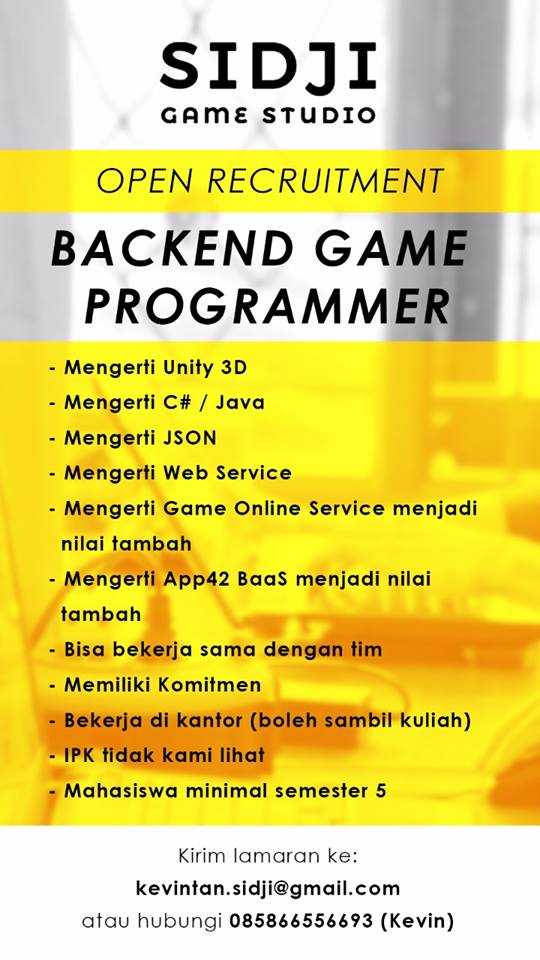 SIDJI
GAME STUDIO
OPEN RECRUITMENT
BACKEND GAME
PROGRAMMER
- Mengerti Unity 3D
- Mengerti C# / Java
- Mengerti JSON
- Mengerti Web Service
- Mengerti Game Online Service menjadi
nilai tambah
- Mengerti App42 BaaS menjadi nilai
tambah
- Bisa bekerja sama dengan tim
- Memiliki Komitmen
- Bekerja di kantor (boleh sambil kuliah)
- IPK tidak kami lihat
- Mahasiswa minimal semester 5
Kirim lamaran ke:
kevintan.sidji@gmail.com
atau hubungi 085866556693 (Kevin)